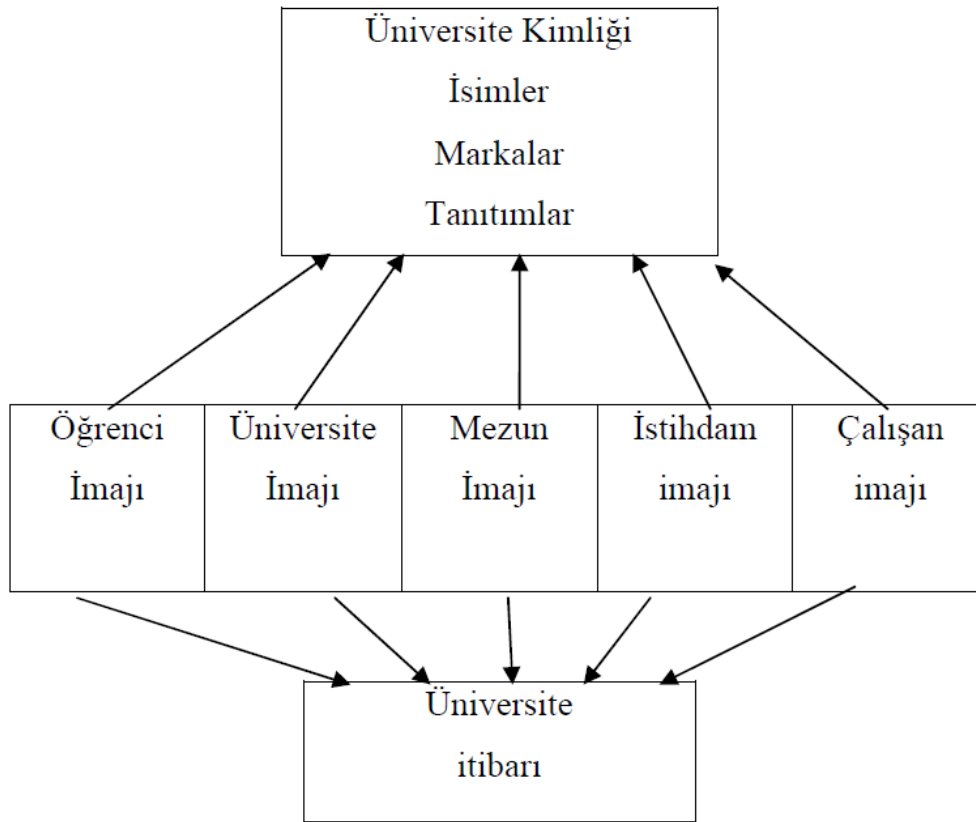 Üniversite Kimliği
İsimler
Markalar
Tanıtımlar
Öğrenci İmajı
Üniversite İmajı
Mezun İmajı
İstihdam imajı
Çalışan imajı
Üniversite
itibarı